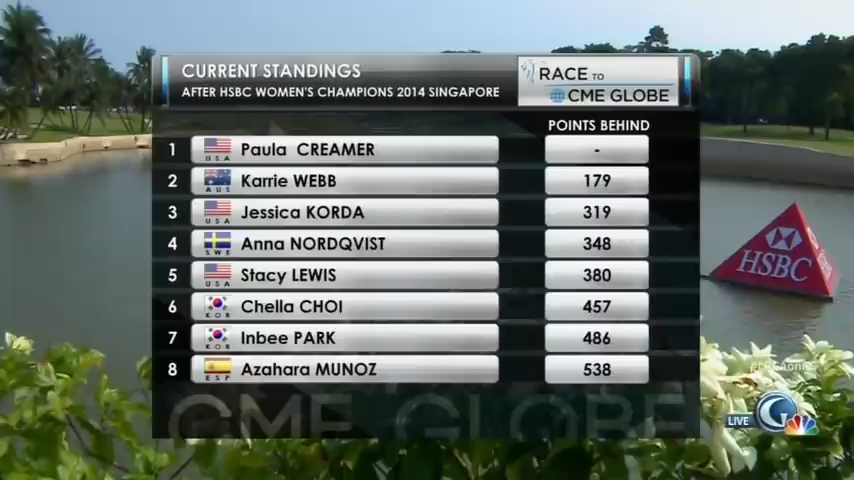 CURRENT STANDINGS
AFTER HSBC WOMEN'S CHAMPIONS 2014 SINGAPORE
RACE TO
CME GLOBE
POINTS BEHIND
1 USA Paula CREAMER -
2 AUS Karrie WEBB 179
3 USA Jessica KORDA 319
4 SWE Anna NORDQVIST 348
5 USA Stacy LEWIS 380
6 KOR Chella CHOI 457
7 KOR Inbee PARK 486
8 ESP Azahara MUNOZ 538
CME GLOBE
HSBC
LIVE G